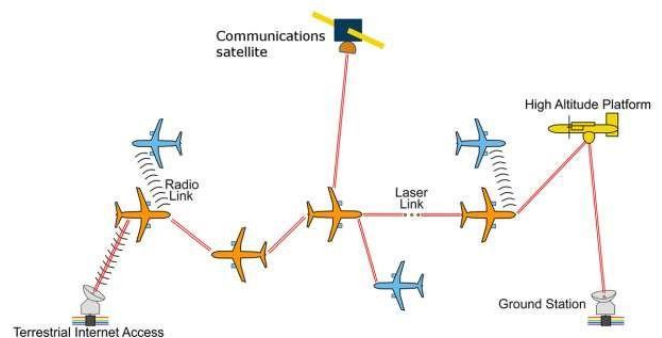 Communications
satellite
High Altitude Platform
Radio
Link
Laser
Link
Ground Station
Terrestrial Internet Access